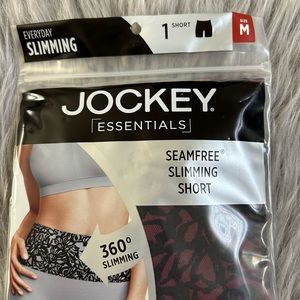 EVERYDAY
SLIMMING
1 SHORT
SIZE
M
JOCKEY®
ESSENTIALS
SEAMFREE®
SLIMMING
SHORT
360°
SLIMMING